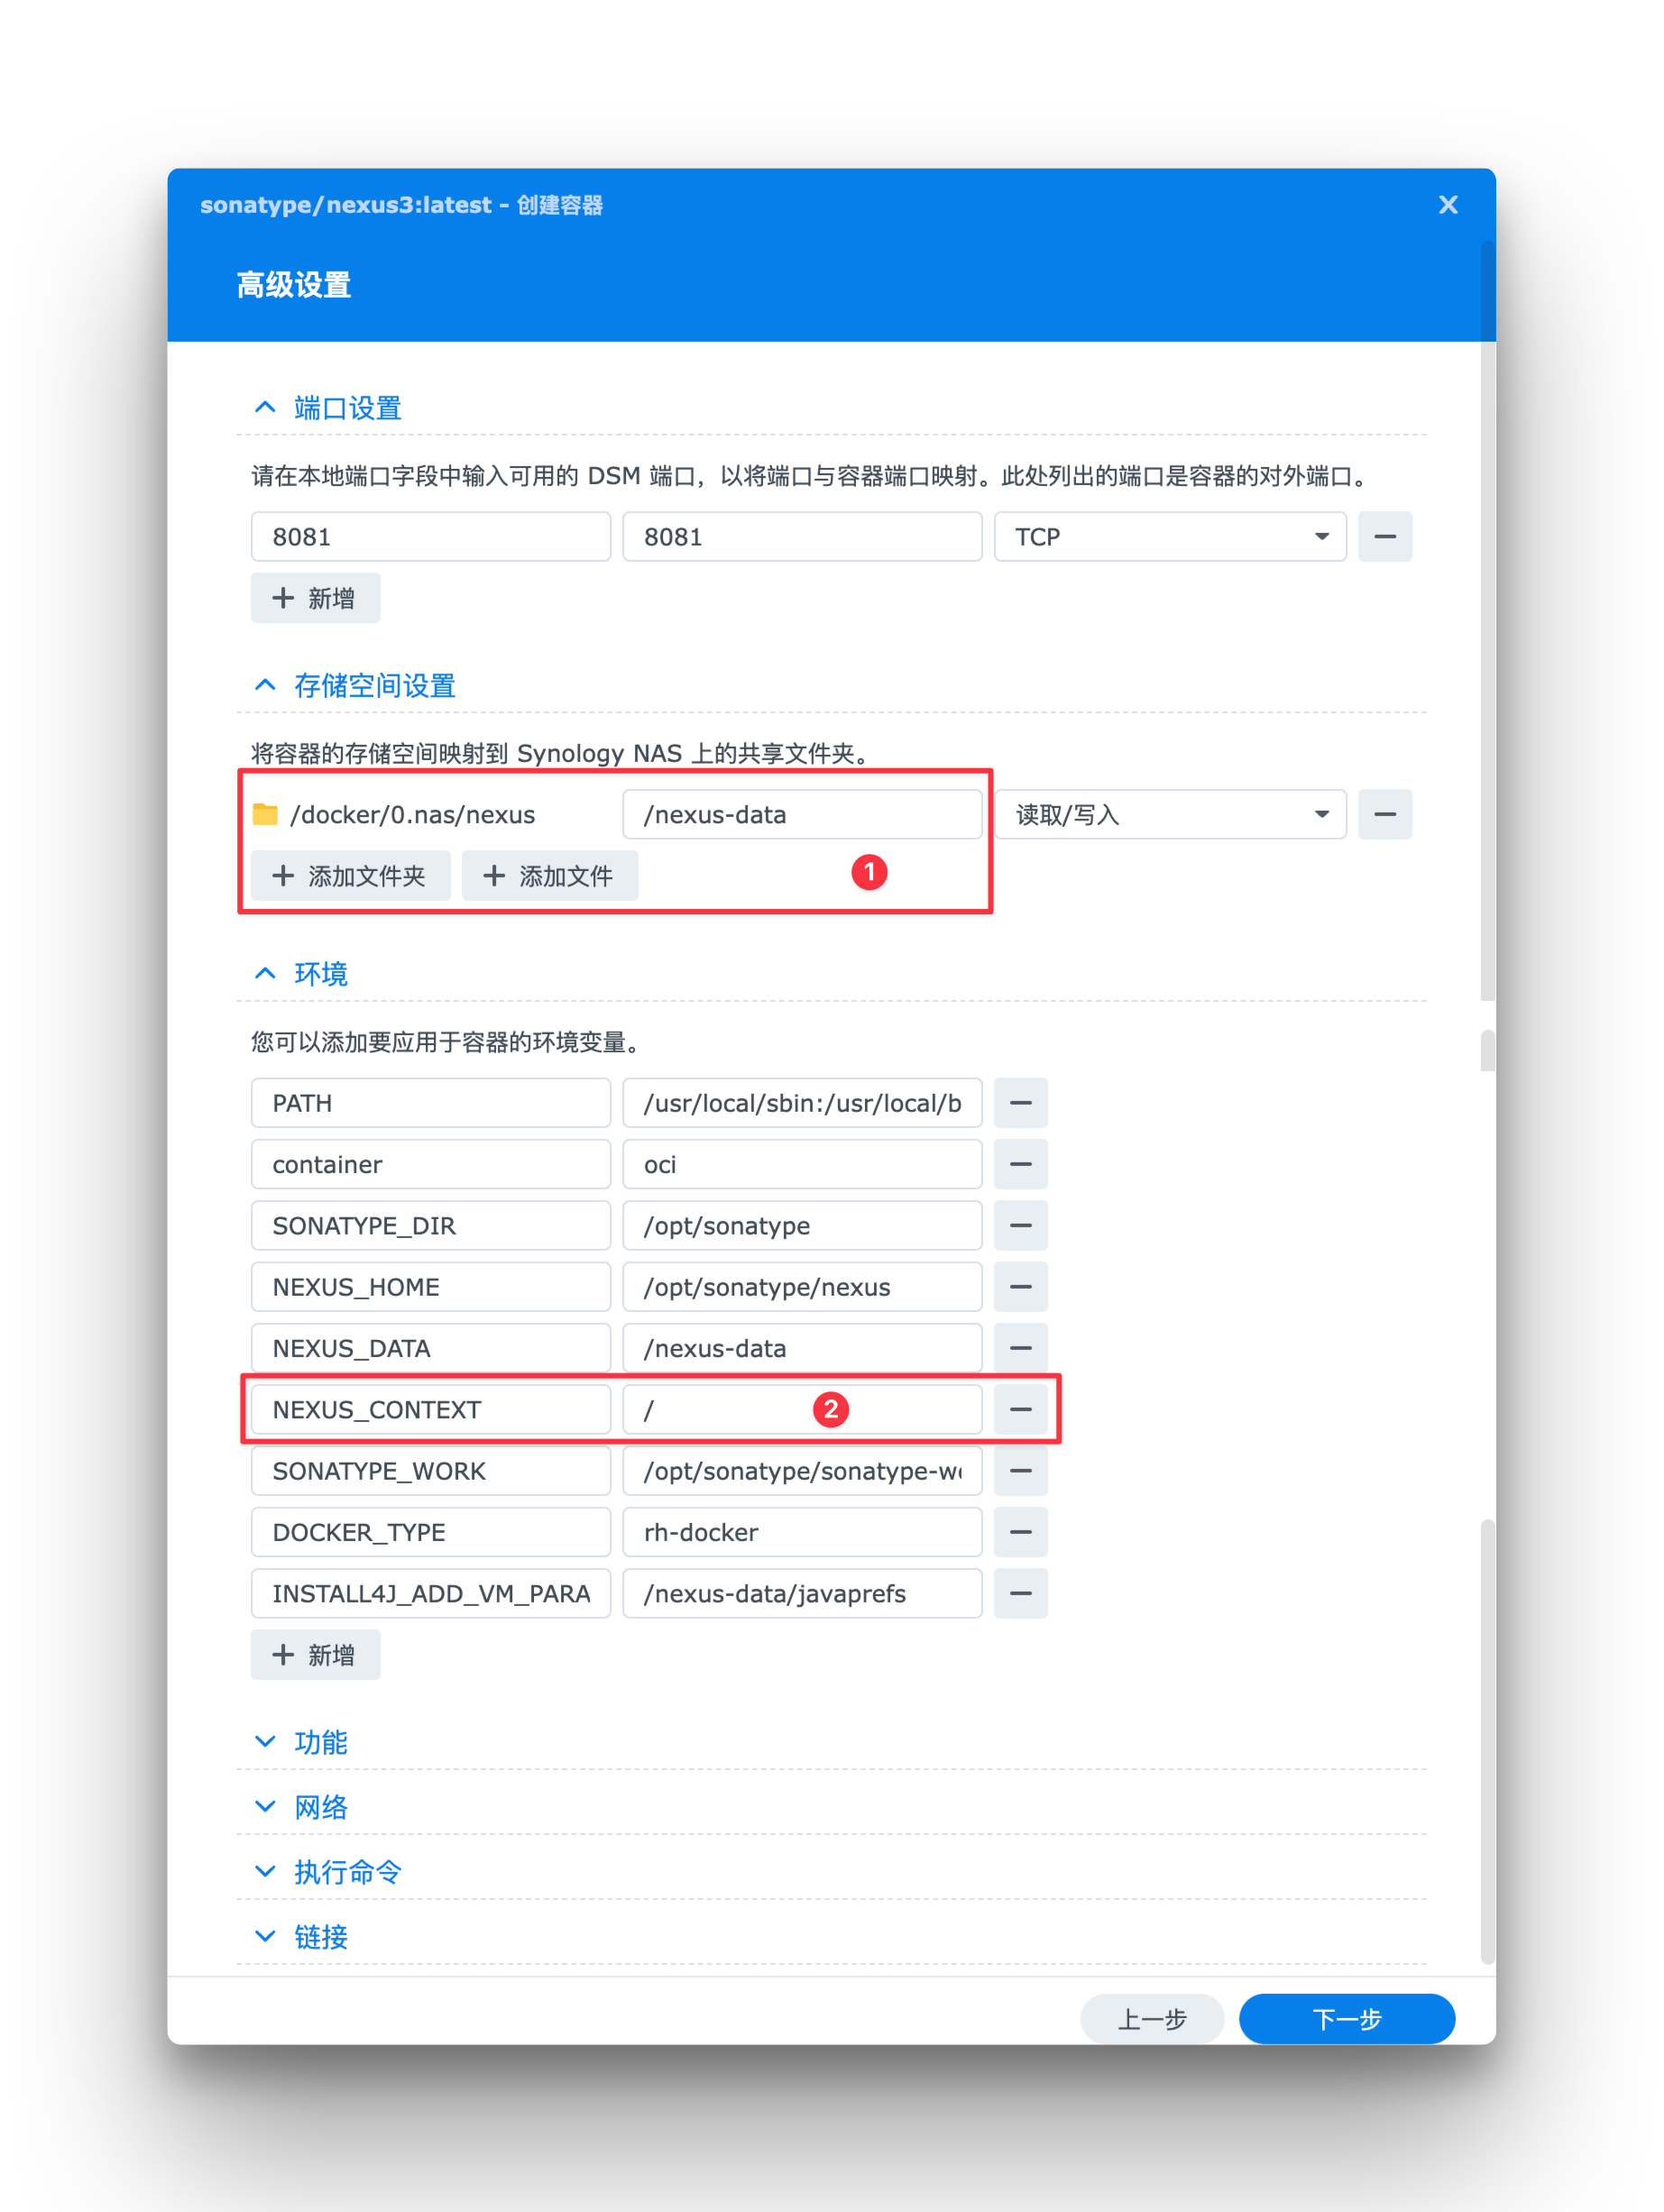 sonatype/nexus3:latest - 创建容器
高级设置
端口设置
请在本地端口字段中输入可用的 DSM 端口，以将端口与容器端口映射。此处列出的端口是容器的对外端口。
8081 8081 TCP
新增
存储空间设置
将容器的存储空间映射到 Synology NAS 上的共享文件夹。
/docker/0.nas/nexus /nexus-data 读取/写入
添加文件夹 添加文件 1
环境
您可以添加要应用于容器的环境变量。
PATH /usr/local/sbin:/usr/local/b
container oci
SONATYPE_DIR /opt/sonatype
NEXUS_HOME /opt/sonatype/nexus
NEXUS_DATA /nexus-data
NEXUS_CONTEXT / 2
SONATYPE_WORK /opt/sonatype/sonatype-w
DOCKER_TYPE rh-docker
INSTALL4J_ADD_VM_PARA /nexus-data/javaprefs
新增
功能
网络
执行命令
链接
上一步 下一步